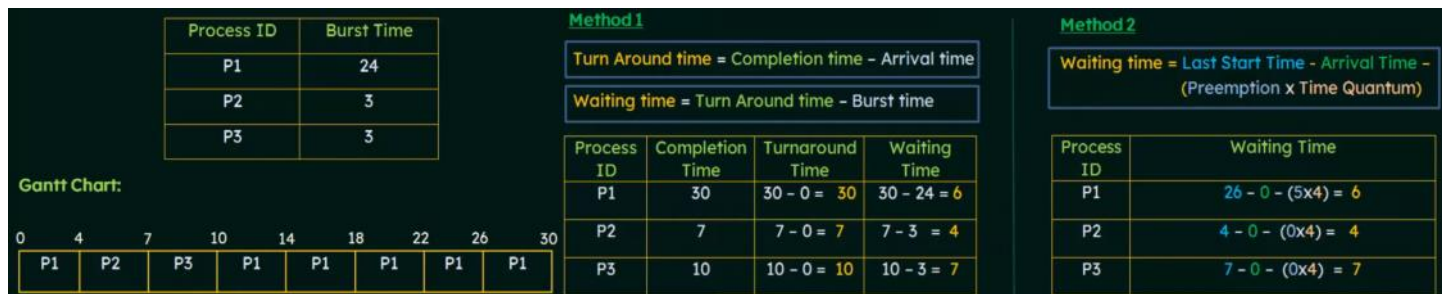 Process ID Burst Time
P1 24
P2 3
P3 3
Gantt Chart:
0 4 7 10 14 18 22 26 30
P1 P2 P3 P1 P1 P1 P1 P1
Method 1
Turn Around time = Completion time – Arrival time
Waiting time = Turn Around time – Burst time
Process ID Completion Time Turnaround Time Waiting Time
P1 30 30 – 0 = 30 30 – 24 = 6
P2 7 7 – 0 = 7 7 – 3 = 4
P3 10 10 – 0 = 10 10 – 3 = 7
Method 2
Waiting time = Last Start Time - Arrival Time –
(Preemption x Time Quantum)
Process ID Waiting Time
P1 26 – 0 – (5x4) = 6
P2 4 – 0 – (0x4) = 4
P3 7 – 0 – (0x4) = 7